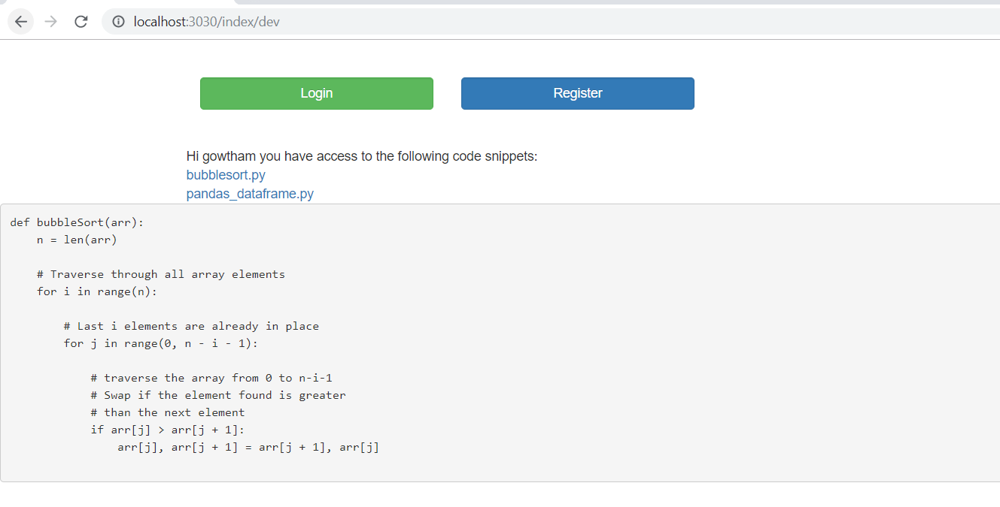 localhost:3030/index/dev
Login Register
Hi gowtham you have access to the following code snippets:
bubblesort.py
pandas_dataframe.py
def bubbleSort(arr):
    n = len(arr)
    # Traverse through all array elements
    for i in range(n):
        # Last i elements are already in place
        for j in range(0, n - i - 1):
            # traverse the array from 0 to n-i-1
            # Swap if the element found is greater
            # than the next element
            if arr[j] > arr[j + 1]:
                arr[j], arr[j + 1] = arr[j + 1], arr[j]